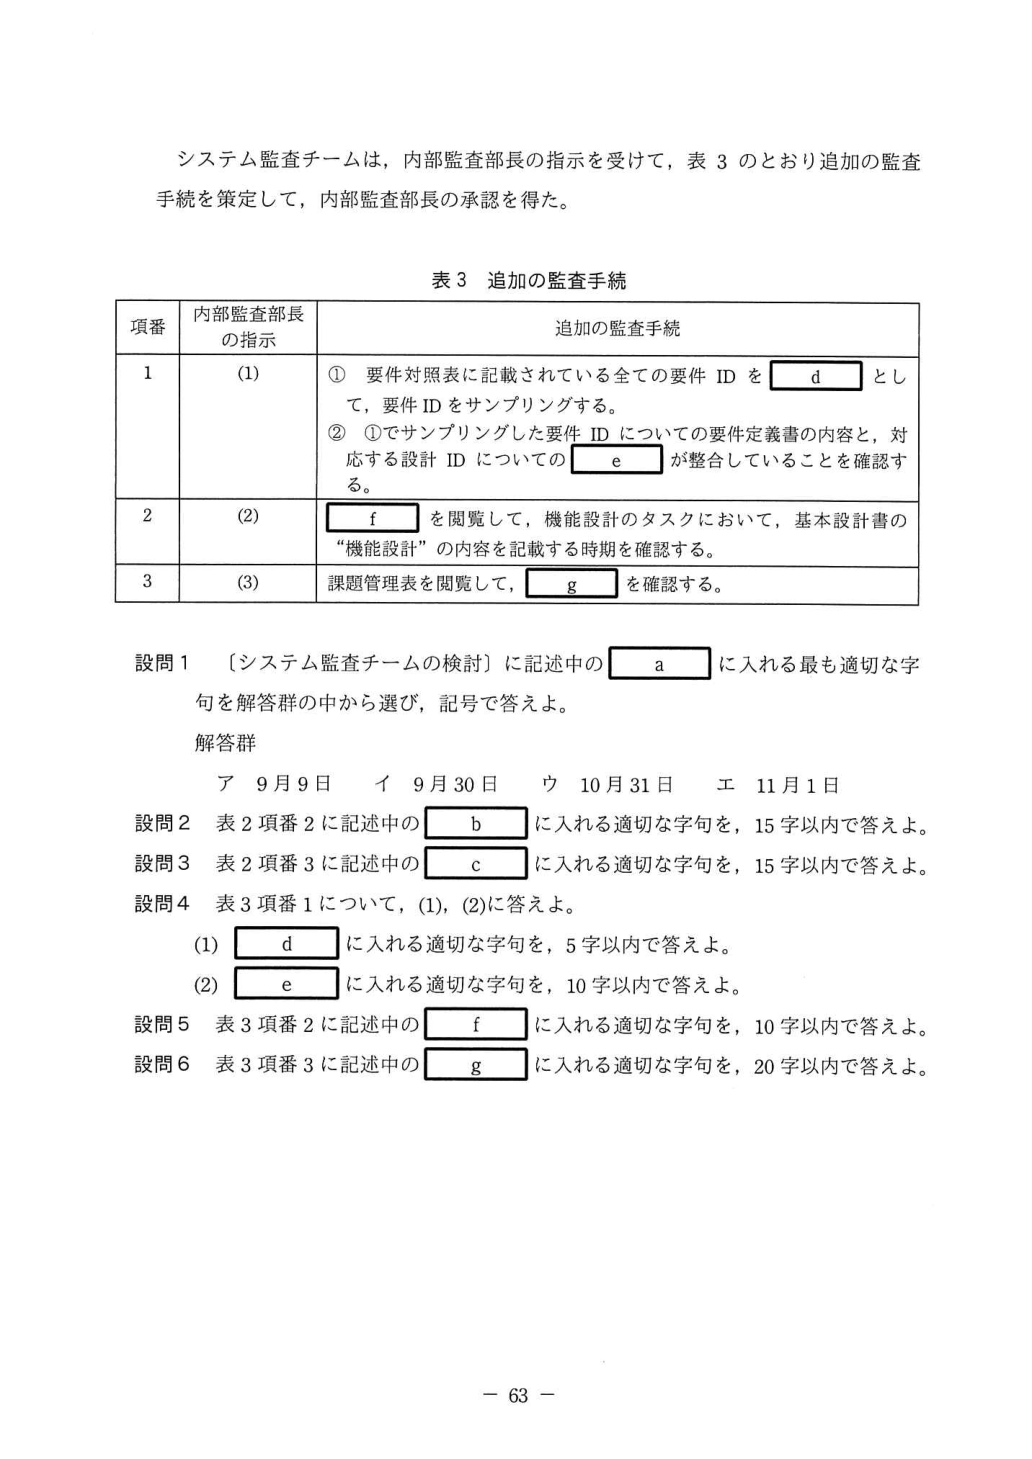 システム監査チームは，内部監査部長の指示を受けて，表 3 のとおり追加の監査
手続を策定して，内部監査部長の承認を得た。
表３　追加の監査手続
項番
内部監査部長
の指示
追加の監査手続
1
(1)
① 要件対照表に記載されている全ての要件 ID を d とし
て，要件 ID をサンプリングする。
② ①でサンプリングした要件 ID についての要件定義書の内容と，対
応する設計 ID についての e が整合していることを確認す
る。
2
(2)
f を閲覧して，機能設計のタスクにおいて，基本設計書の
“機能設計”の内容を記載する時期を確認する。
3
(3)
課題管理表を閲覧して， g を確認する。
設問１ 〔システム監査チームの検討〕に記述中の a に入れる最も適切な字
句を解答群の中から選び，記号で答えよ。
解答群
ア 9 月 9 日 イ 9 月 30 日 ウ 10 月 31 日 エ 11 月 1 日
設問２ 表 2 項番 2 に記述中の b に入れる適切な字句を，15 字以内で答えよ。
設問３ 表 2 項番 3 に記述中の c に入れる適切な字句を，15 字以内で答えよ。
設問４ 表 3 項番 1 について，(1)，(2)に答えよ。
(1) d に入れる適切な字句を，5 字以内で答えよ。
(2) e に入れる適切な字句を，10 字以内で答えよ。
設問５ 表 3 項番 2 に記述中の f に入れる適切な字句を，10 字以内で答えよ。
設問６ 表 3 項番 3 に記述中の g に入れる適切な字句を，20 字以内で答えよ。
－ 63 －